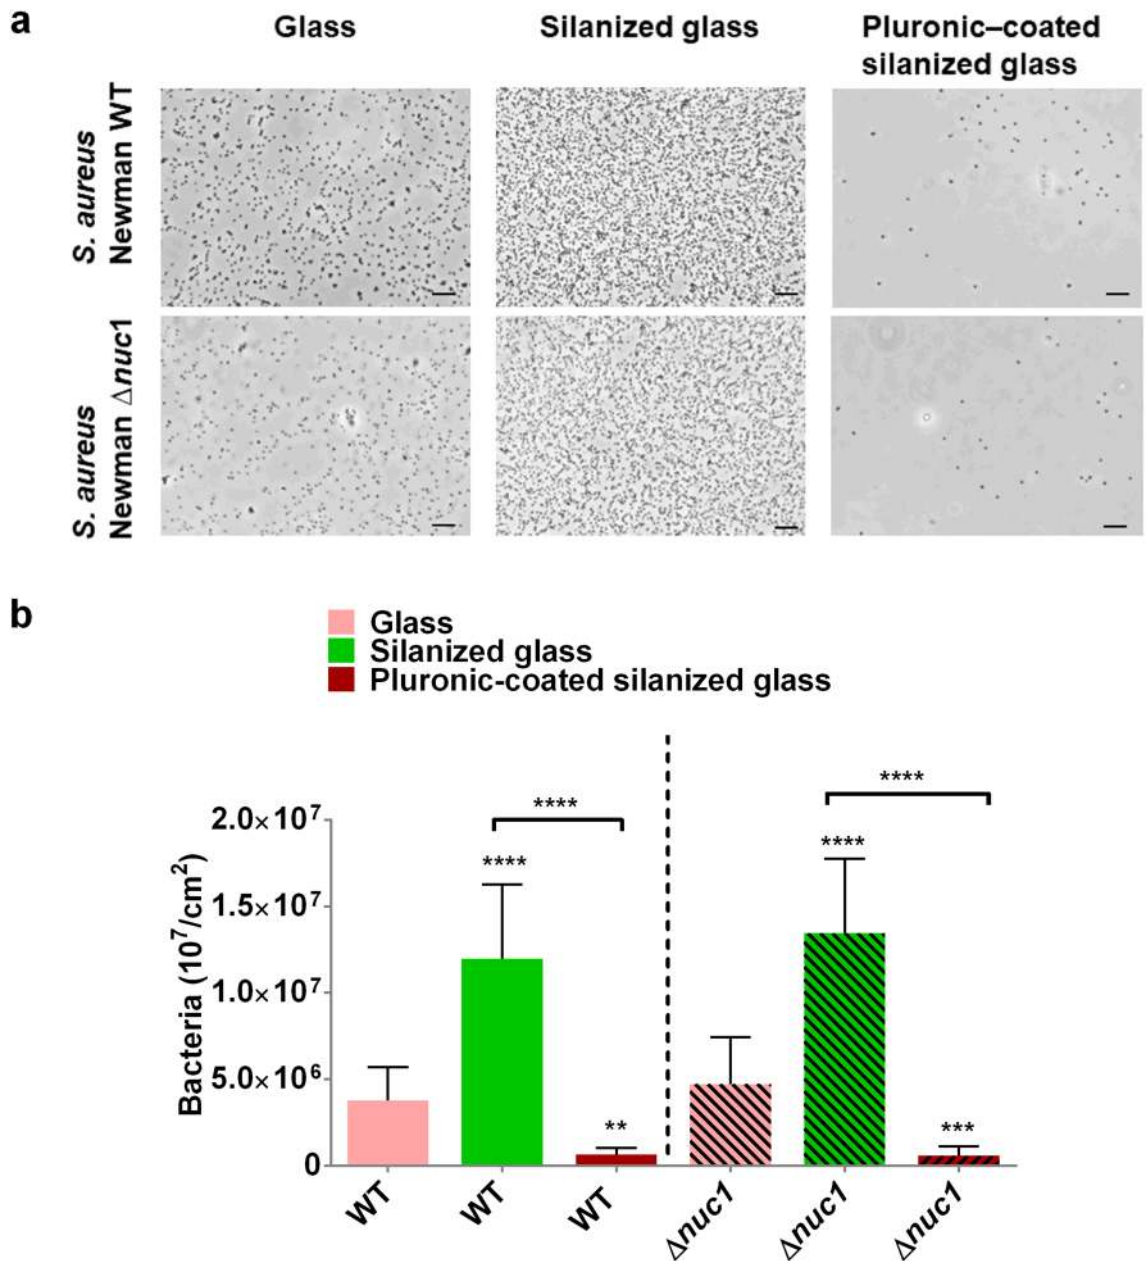 a
Glass
Silanized glass
Pluronic–coated
silanized glass
S. aureus
Newman WT
S. aureus
Newman Δnuc1
b
Glass
Silanized glass
Pluronic-coated silanized glass
Bacteria (10⁷/cm²)
2.0×10⁷
1.5×10⁷
1.0×10⁷
5.0×10⁶
0
****
****
**
****
****
***
WT
WT
WT
Δnuc1
Δnuc1
Δnuc1